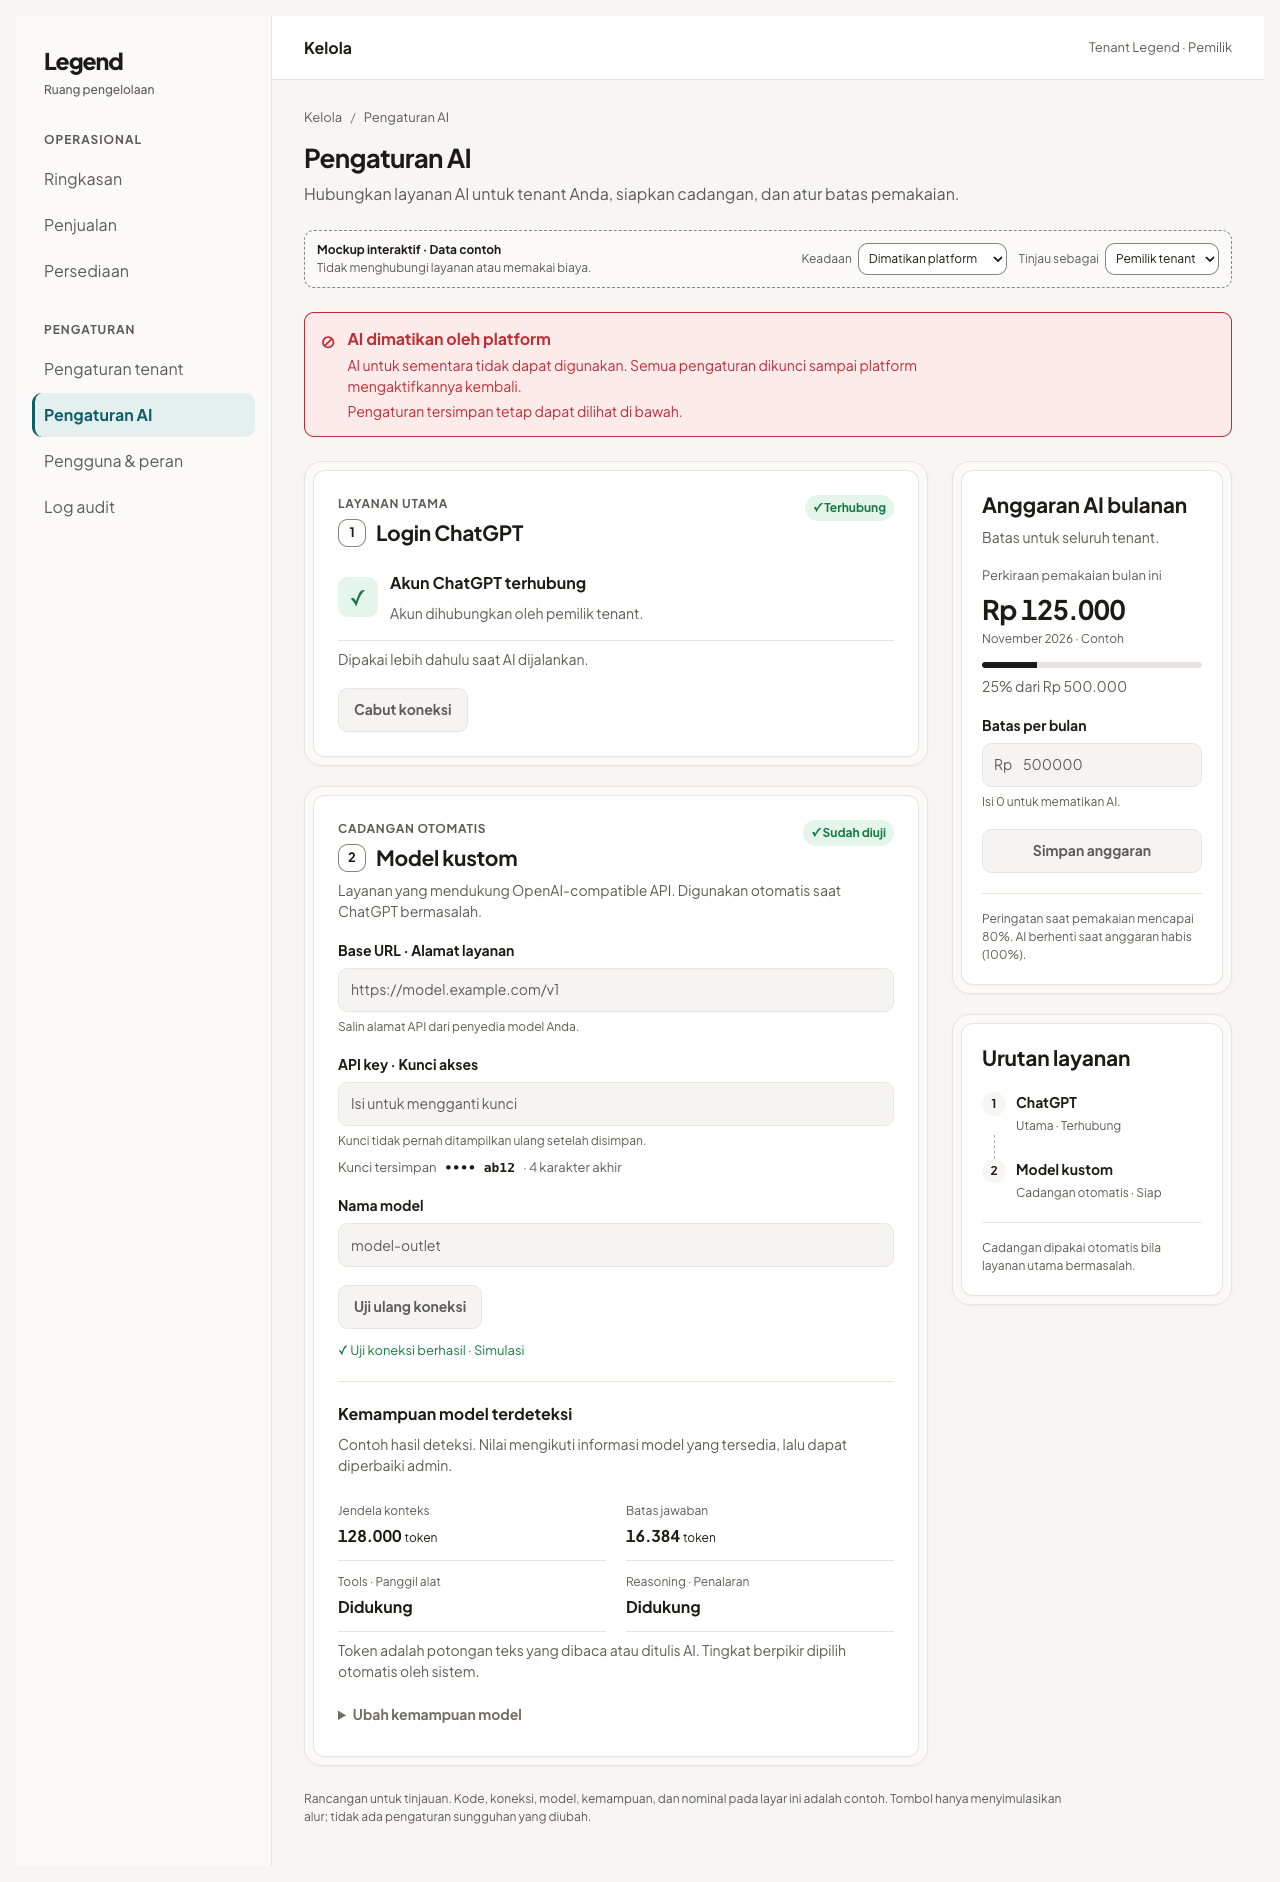 Legend
Ruang pengelolaan
OPERASIONAL
Ringkasan
Penjualan
Persediaan
PENGATURAN
Pengaturan tenant
Pengaturan AI
Pengguna & peran
Log audit
Kelola
Tenant Legend · Pemilik
Kelola / Pengaturan AI
Pengaturan AI
Hubungkan layanan AI untuk tenant Anda, siapkan cadangan, dan atur batas pemakaian.
Mockup interaktif · Data contoh
Tidak menghubungi layanan atau memakai biaya.
Keadaan
Dimatikan platform
Tinjau sebagai
Pemilik tenant
AI dimatikan oleh platform
AI untuk sementara tidak dapat digunakan. Semua pengaturan dikunci sampai platform
mengaktifkannya kembali.
Pengaturan tersimpan tetap dapat dilihat di bawah.
LAYANAN UTAMA
✓Terhubung
1 Login ChatGPT
✓
Akun ChatGPT terhubung
Akun dihubungkan oleh pemilik tenant.
Dipakai lebih dahulu saat AI dijalankan.
Cabut koneksi
CADANGAN OTOMATIS
✓Sudah diuji
2 Model kustom
Layanan yang mendukung OpenAI-compatible API. Digunakan otomatis saat
ChatGPT bermasalah.
Base URL · Alamat layanan
https://model.example.com/v1
Salin alamat API dari penyedia model Anda.
API key · Kunci akses
Isi untuk mengganti kunci
Kunci tidak pernah ditampilkan ulang setelah disimpan.
Kunci tersimpan •••• ab12 · 4 karakter akhir
Nama model
model-outlet
Uji ulang koneksi
✓ Uji koneksi berhasil · Simulasi
Kemampuan model terdeteksi
Contoh hasil deteksi. Nilai mengikuti informasi model yang tersedia, lalu dapat
diperbaiki admin.
Jendela konteks
128.000 token
Batas jawaban
16.384 token
Tools · Panggil alat
Didukung
Reasoning · Penalaran
Didukung
Token adalah potongan teks yang dibaca atau ditulis AI. Tingkat berpikir dipilih
otomatis oleh sistem.
▶ Ubah kemampuan model
Anggaran AI bulanan
Batas untuk seluruh tenant.
Perkiraan pemakaian bulan ini
Rp 125.000
November 2026 · Contoh
25% dari Rp 500.000
Batas per bulan
Rp 500000
Isi 0 untuk mematikan AI.
Simpan anggaran
Peringatan saat pemakaian mencapai
80%. AI berhenti saat anggaran habis
(100%).
Urutan layanan
1 ChatGPT
Utama · Terhubung
2 Model kustom
Cadangan otomatis · Siap
Cadangan dipakai otomatis bila
layanan utama bermasalah.
Rancangan untuk tinjauan. Kode, koneksi, model, kemampuan, dan nominal pada layar ini adalah contoh. Tombol hanya menyimulasikan
alur; tidak ada pengaturan sungguhan yang diubah.